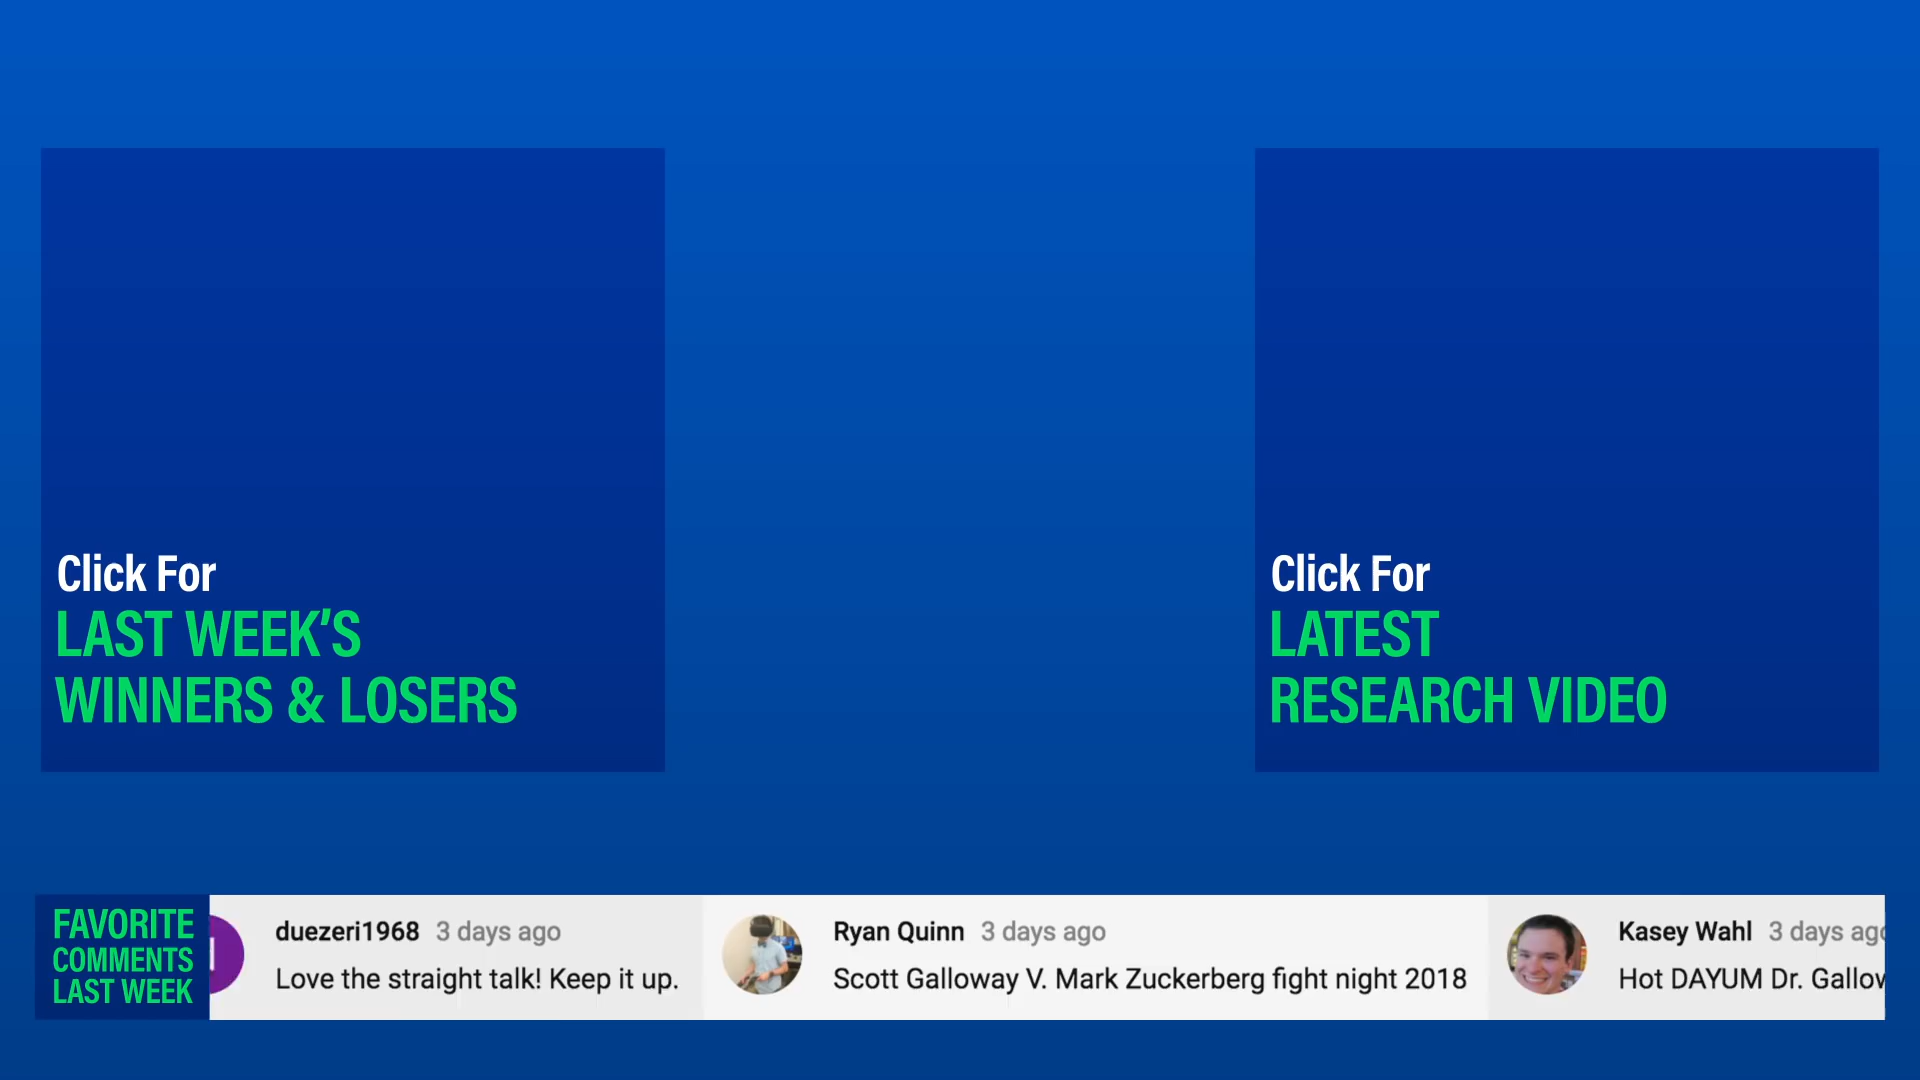 Click For
LAST WEEK'S
WINNERS & LOSERS
Click For
LATEST
RESEARCH VIDEO
FAVORITE
COMMENTS
LAST WEEK
duezeri1968 3 days ago
Love the straight talk! Keep it up.
Ryan Quinn 3 days ago
Scott Galloway V. Mark Zuckerberg fight night 2018
Kasey Wahl 3 days
Hot DAYUM Dr.